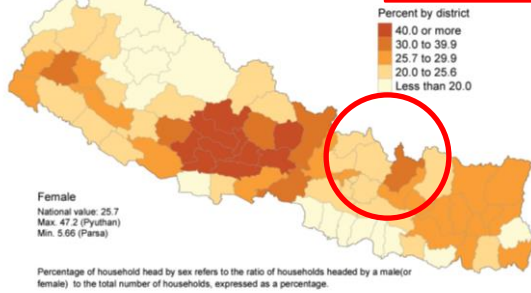 Percent by district
40.0 or more
30.0 to 39.9
25.7 to 29.9
20.0 to 25.6
Less than 20.0
Female
National value: 25.7
Max. 47.2 (Pyuthan)
Min. 5.66 (Parsa)
Percentage of household head by sex refers to the ratio of households headed by a male(or
female) to the total number of households, expressed as a percentage.